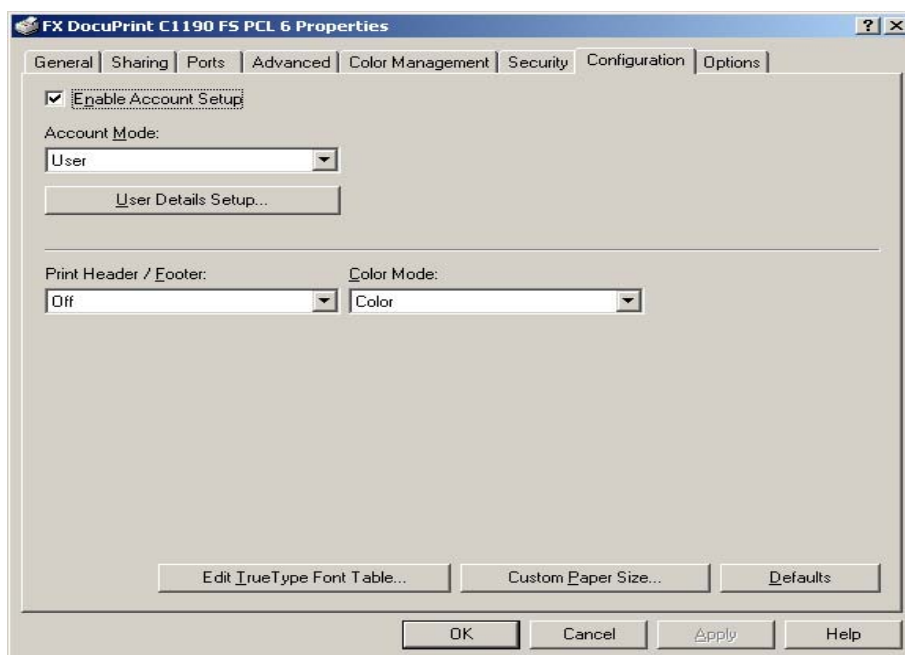 FX DocuPrint C1190 FS PCL 6 Properties
General Sharing Ports Advanced Color Management Security Configuration Options
Enable Account Setup
Account Mode:
User
User Details Setup...
Print Header / Footer: Color Mode:
Off Color
Edit TrueType Font Table... Custom Paper Size... Defaults
OK Cancel Apply Help